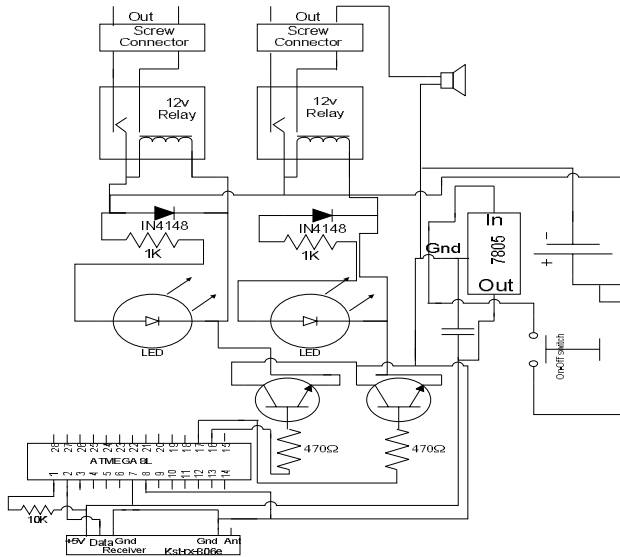 Out
Out
Screw
Connector
Screw
Connector
12v
Relay
12v
Relay
IN4148
1K
IN4148
1K
In
7805
Gnd
Out
-
+
LED
LED
On-Off switch
470Ω
470Ω
28 27 26 25 24 23 22 21 20 19 18 17 16 15
ATMEGA 8L
1 2 3 4 5 6 7 8 9 10 11 12 13 14
10K
+5V Data Gnd Gnd Ant
Receiver Kst-rx-806e